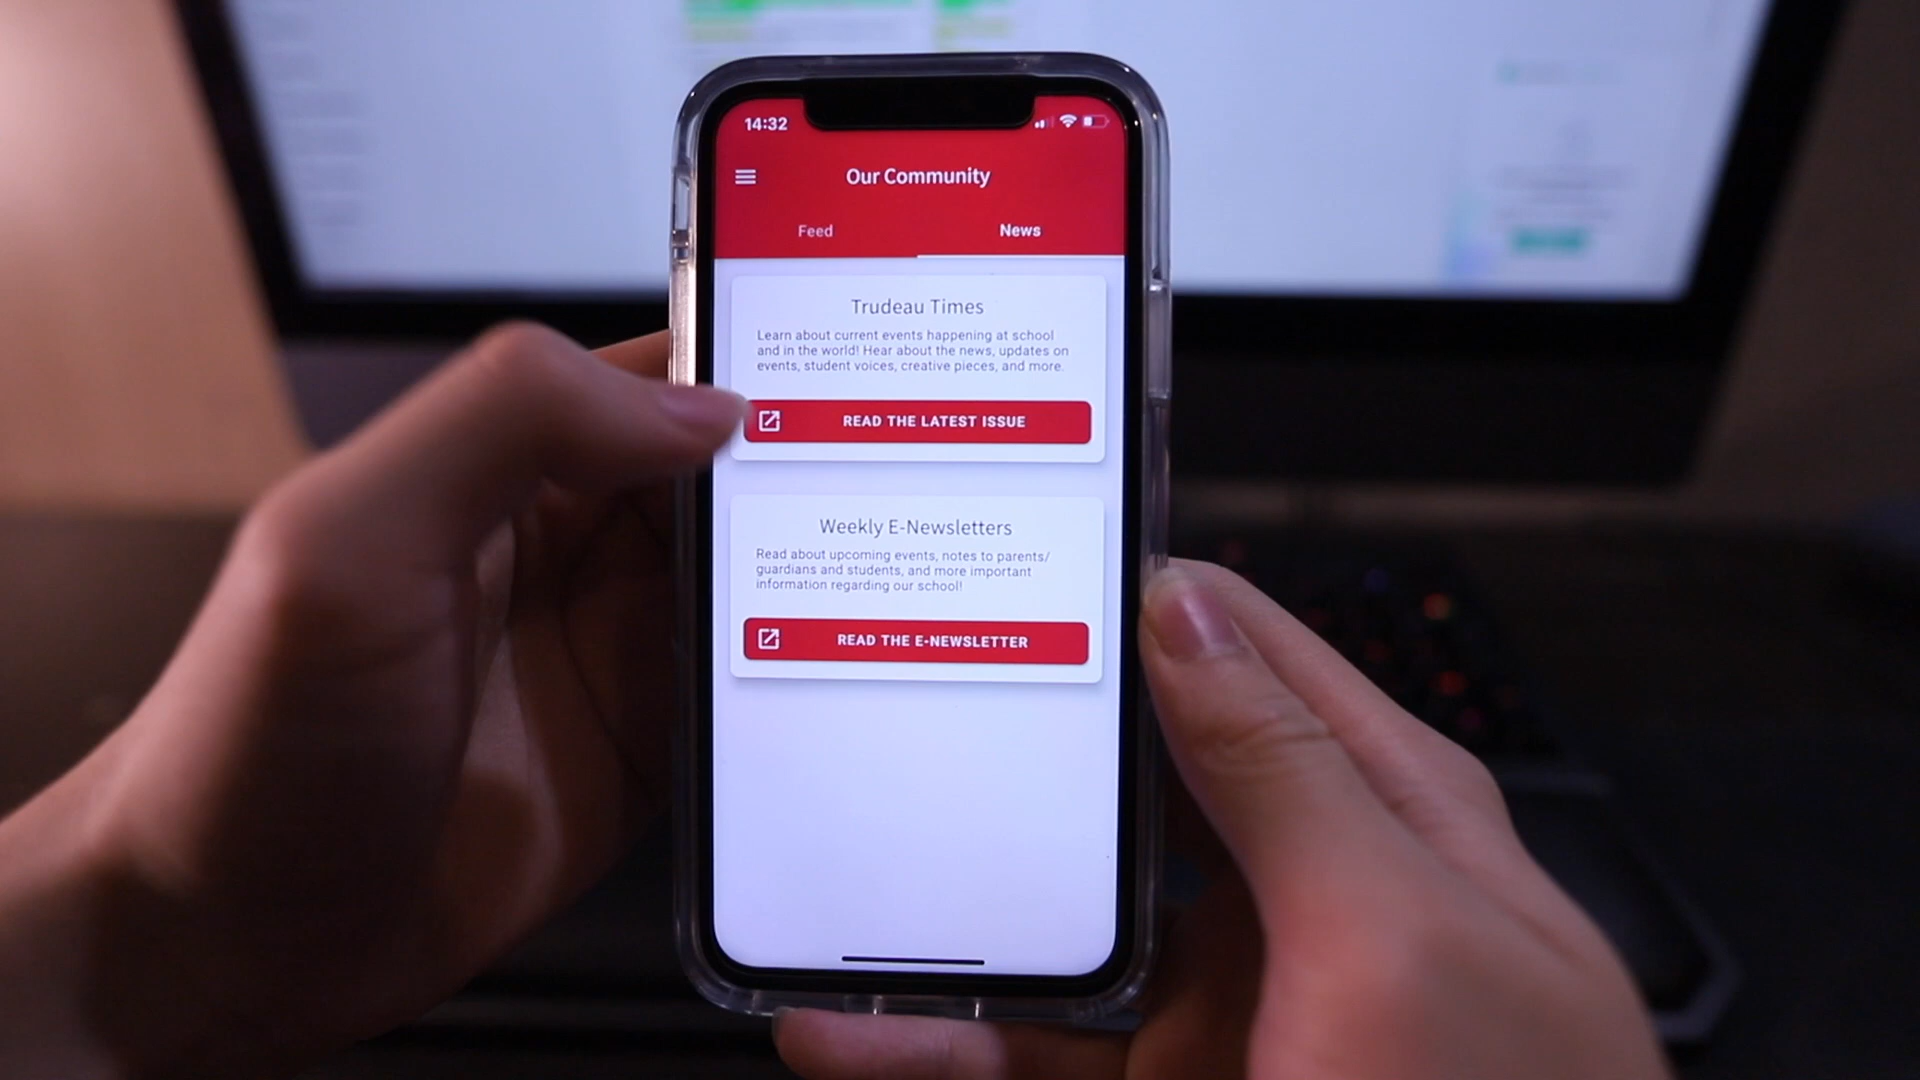 14:32
Our Community
Feed
News
Trudeau Times
Learn about current events happening at school
and in the world! Hear about the news, updates on
events, student voices, creative pieces, and more.
READ THE LATEST ISSUE
Weekly E-Newsletters
Read about upcoming events, notes to parents/
guardians and students, and more important
information regarding our school!
READ THE E-NEWSLETTER